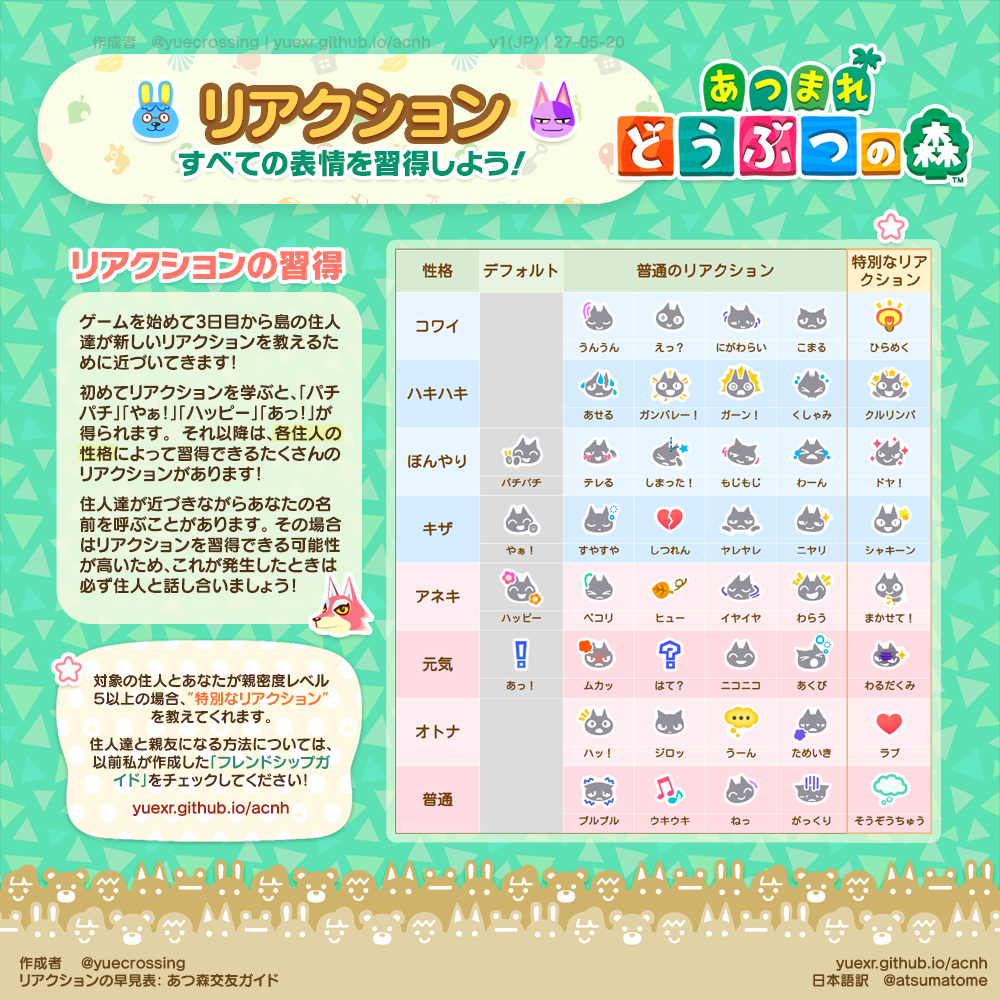 作成者 @yuecrossing | yuexr.github.io/acnh v1(JP) | 27-05-20
リアクション
すべての表情を習得しよう!
あつまれ
どうぶつの森
TM
リアクションの習得
ゲームを始めて3日目から島の住人
達が新しいリアクションを教えるた
めに近づいてきます!
初めてリアクションを学ぶと、「パチ
パチ」「やぁ!」「ハッピー」「あっ!」が
得られます。 それ以降は、各住人の
性格によって習得できるたくさんの
リアクションがあります!
住人達が近づきながらあなたの名
前を呼ぶことがあります。その場合
はリアクションを習得できる可能性
が高いため、これが発生したときは
必ず住人と話し合いましょう!
対象の住人とあなたが親密度レベル
5以上の場合、"特別なリアクション"
を教えてくれます。
住人達と親友になる方法については、
以前私が作成した「フレンドシップガ
イド」をチェックしてください!
yuexr.github.io/acnh
性格 デフォルト 普通のリアクション 特別なリア
クション
コワイ うんうん えっ? にがわらい こまる ひらめく
ハキハキ あせる ガンバレー! ガーン! くしゃみ クルリンパ
ぼんやり パチパチ テレる しまった! もじもじ わーん ドヤ!
キザ やぁ! すやすや しつれん ヤレヤレ ニヤリ シャキーン
アネキ ハッピー ペコリ ヒュー イヤイヤ わらう まかせて!
元気 あっ! ムカッ はて? ニコニコ あくび わるだくみ
オトナ ハッ! ジロッ うーん ためいき ラブ
普通 ブルブル ウキウキ ねっ がっくり そうぞうちゅう
作成者 @yuecrossing
リアクションの早見表: あつ森交友ガイド
yuexr.github.io/acnh
日本語訳 @atsumatome